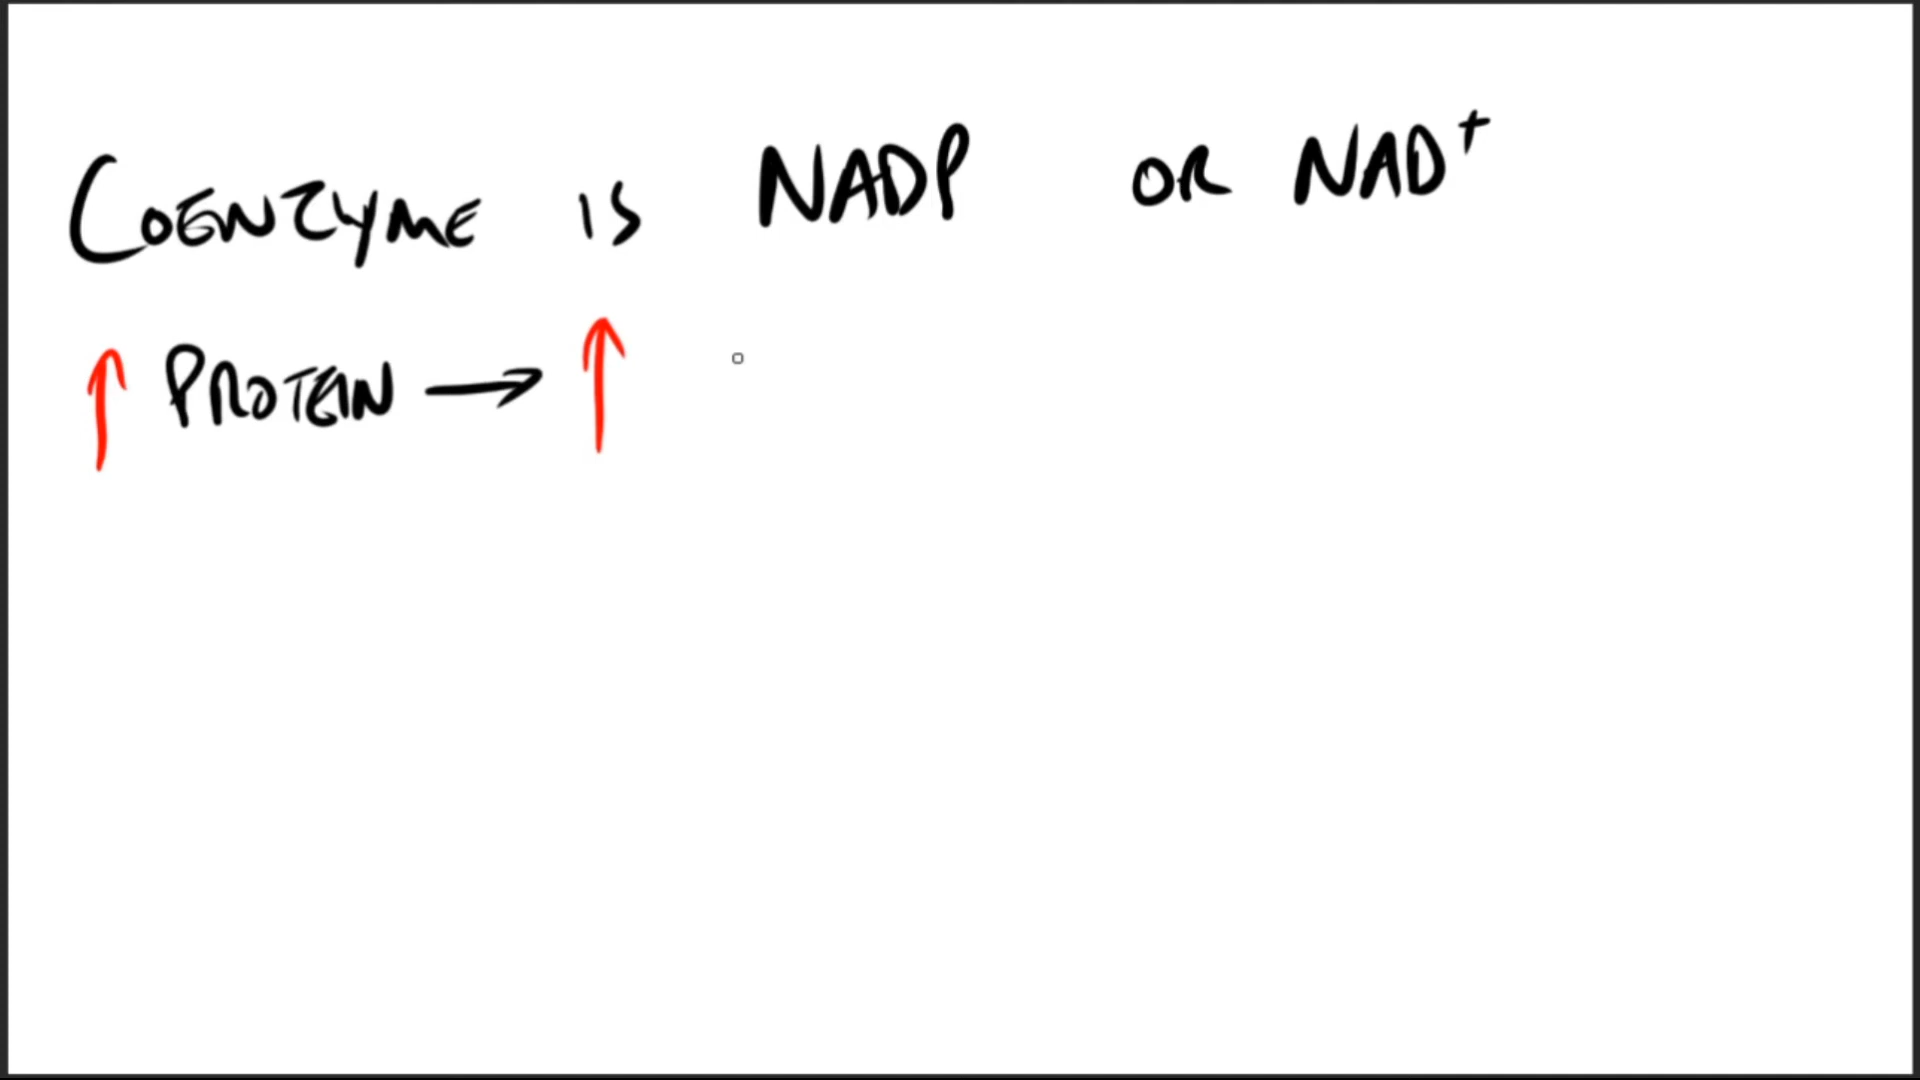 COENZYME IS NADP OR NAD+
↑ PROTEIN → ↑